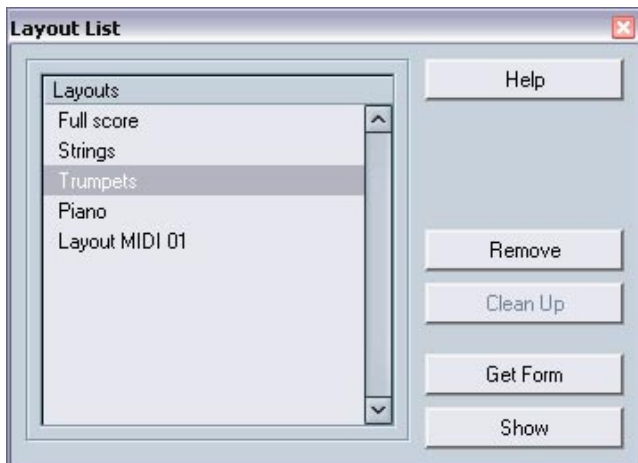 Layout List
Help
Layouts
Full score
Strings
Trumpets
Piano
Layout MIDI 01
Remove
Clean Up
Get Form
Show